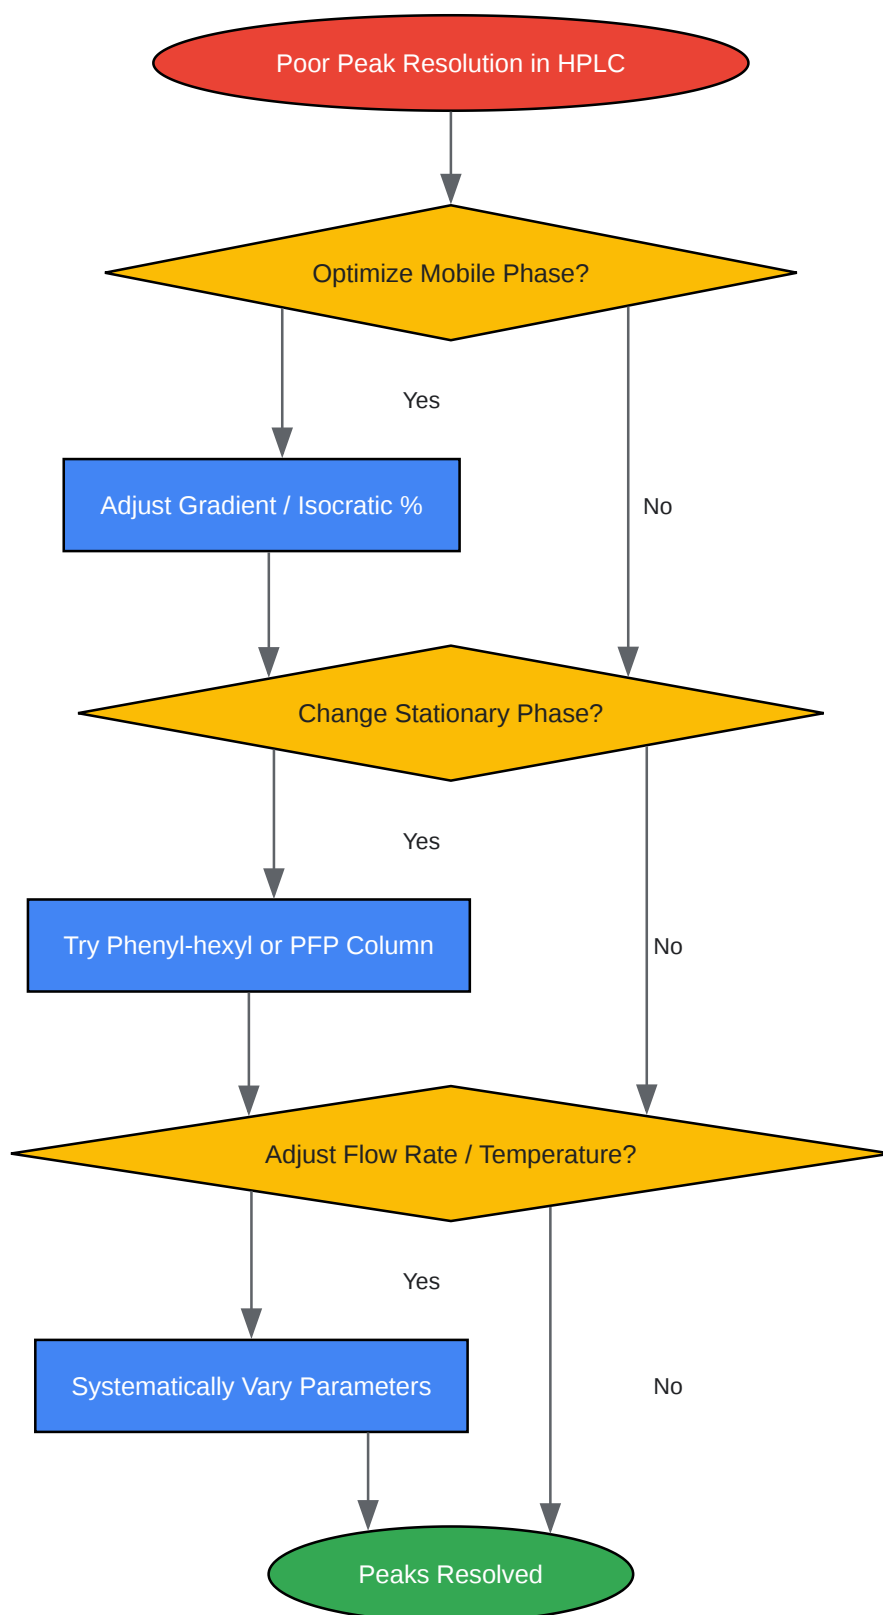 Poor Peak Resolution in HPLC
Optimize Mobile Phase?
Yes
Adjust Gradient / Isocratic %
No
Change Stationary Phase?
Yes
Try Phenyl-hexyl or PFP Column
No
Adjust Flow Rate / Temperature?
Yes
Systematically Vary Parameters
No
Peaks Resolved